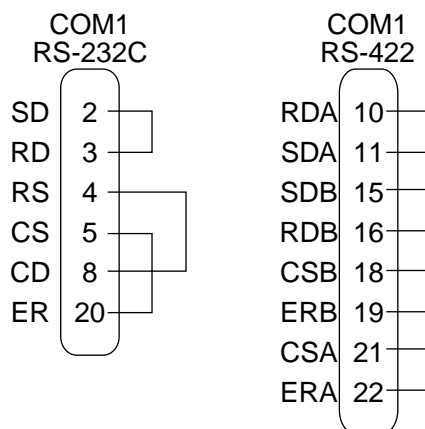 COM1
RS-232C
SD 2
RD 3
RS 4
CS 5
CD 8
ER 20
COM1
RS-422
RDA 10
SDA 11
SDB 15
RDB 16
CSB 18
ERB 19
CSA 21
ERA 22